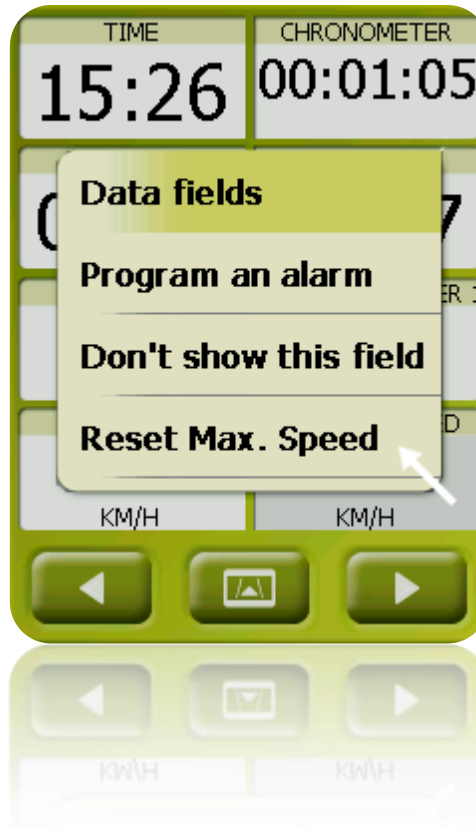 TIME CHRONOMETER
15:26 00:01:05
Data fields
7
Program an alarm
Don't show this field
Reset Max. Speed
KM/H KM/H